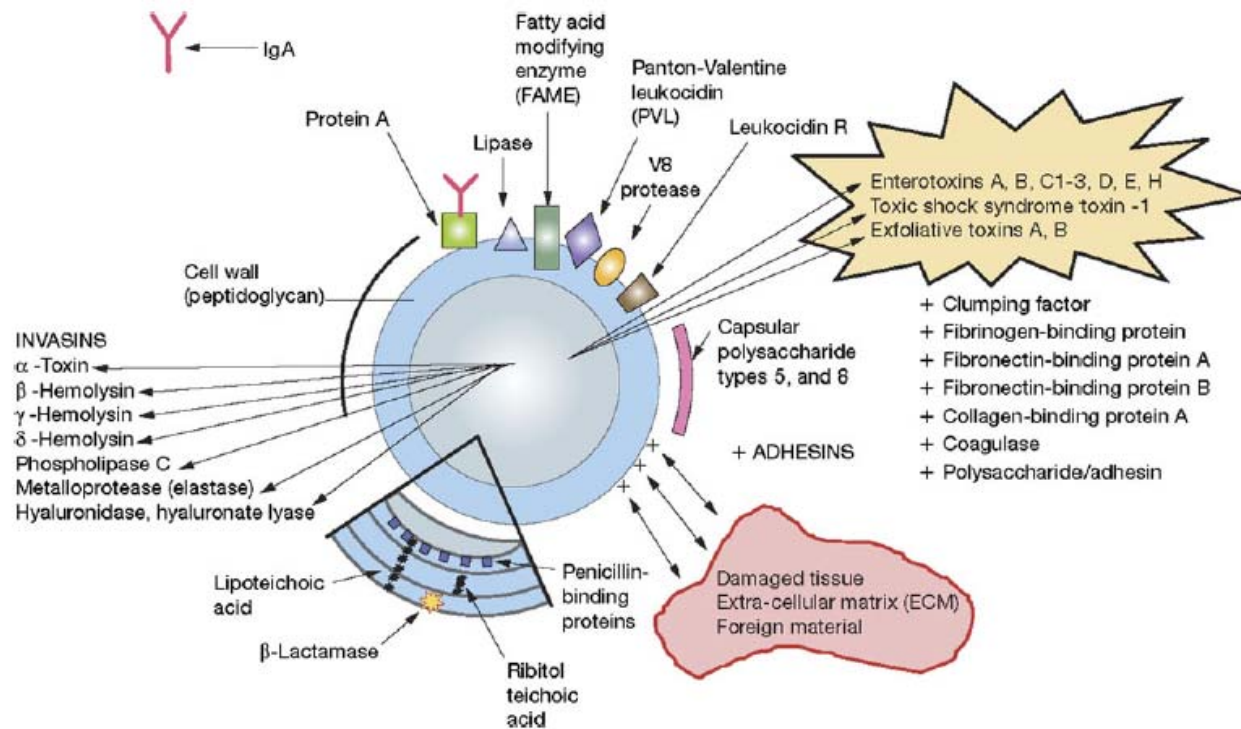 IgA
Protein A
Lipase
Fatty acid
modifying
enzyme
(FAME)
Panton-Valentine
leukocidin
(PVL)
V8
protease
Leukocidin R
Enterotoxins A, B, C1-3, D, E, H
Toxic shock syndrome toxin -1
Exfoliative toxins A, B
Cell wall
(peptidoglycan)
INVASINS
α -Toxin
β -Hemolysin
γ -Hemolysin
δ -Hemolysin
Phospholipase C
Metalloprotease (elastase)
Hyaluronidase, hyaluronate lyase
Capsular
polysaccharide
types 5, and 8
+ Clumping factor
+ Fibrinogen-binding protein
+ Fibronectin-binding protein A
+ Fibronectin-binding protein B
+ Collagen-binding protein A
+ Coagulase
+ Polysaccharide/adhesin
+ ADHESINS
+
+
+
Lipoteichoic
acid
β-Lactamase
Ribitol
teichoic
acid
Penicillin-
binding
proteins
Damaged tissue
Extra-cellular matrix (ECM)
Foreign material